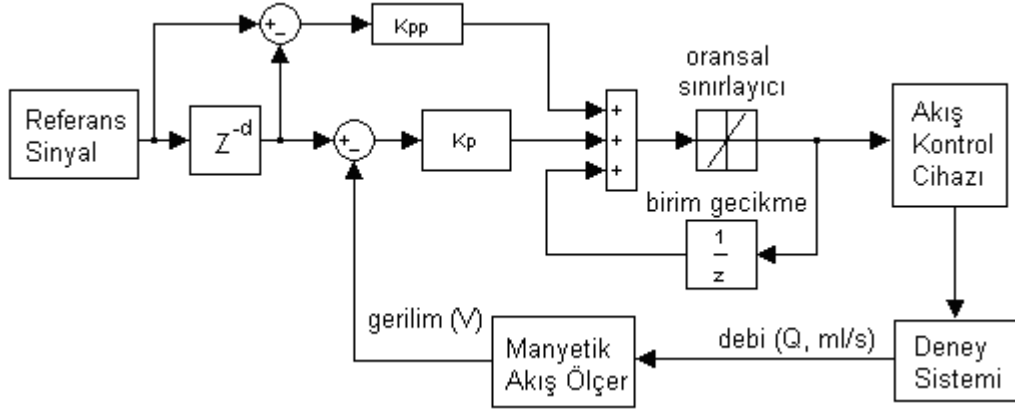 +
-
Kpp
oransal
sınırlayıcı
Referans
Sinyal
Z^-d
+
-
Kp
+
+
+
Akış
Kontrol
Cihazı
birim gecikme
1
z
gerilim (V)
Manyetik
Akış Ölçer
debi (Q, ml/s)
Deney
Sistemi